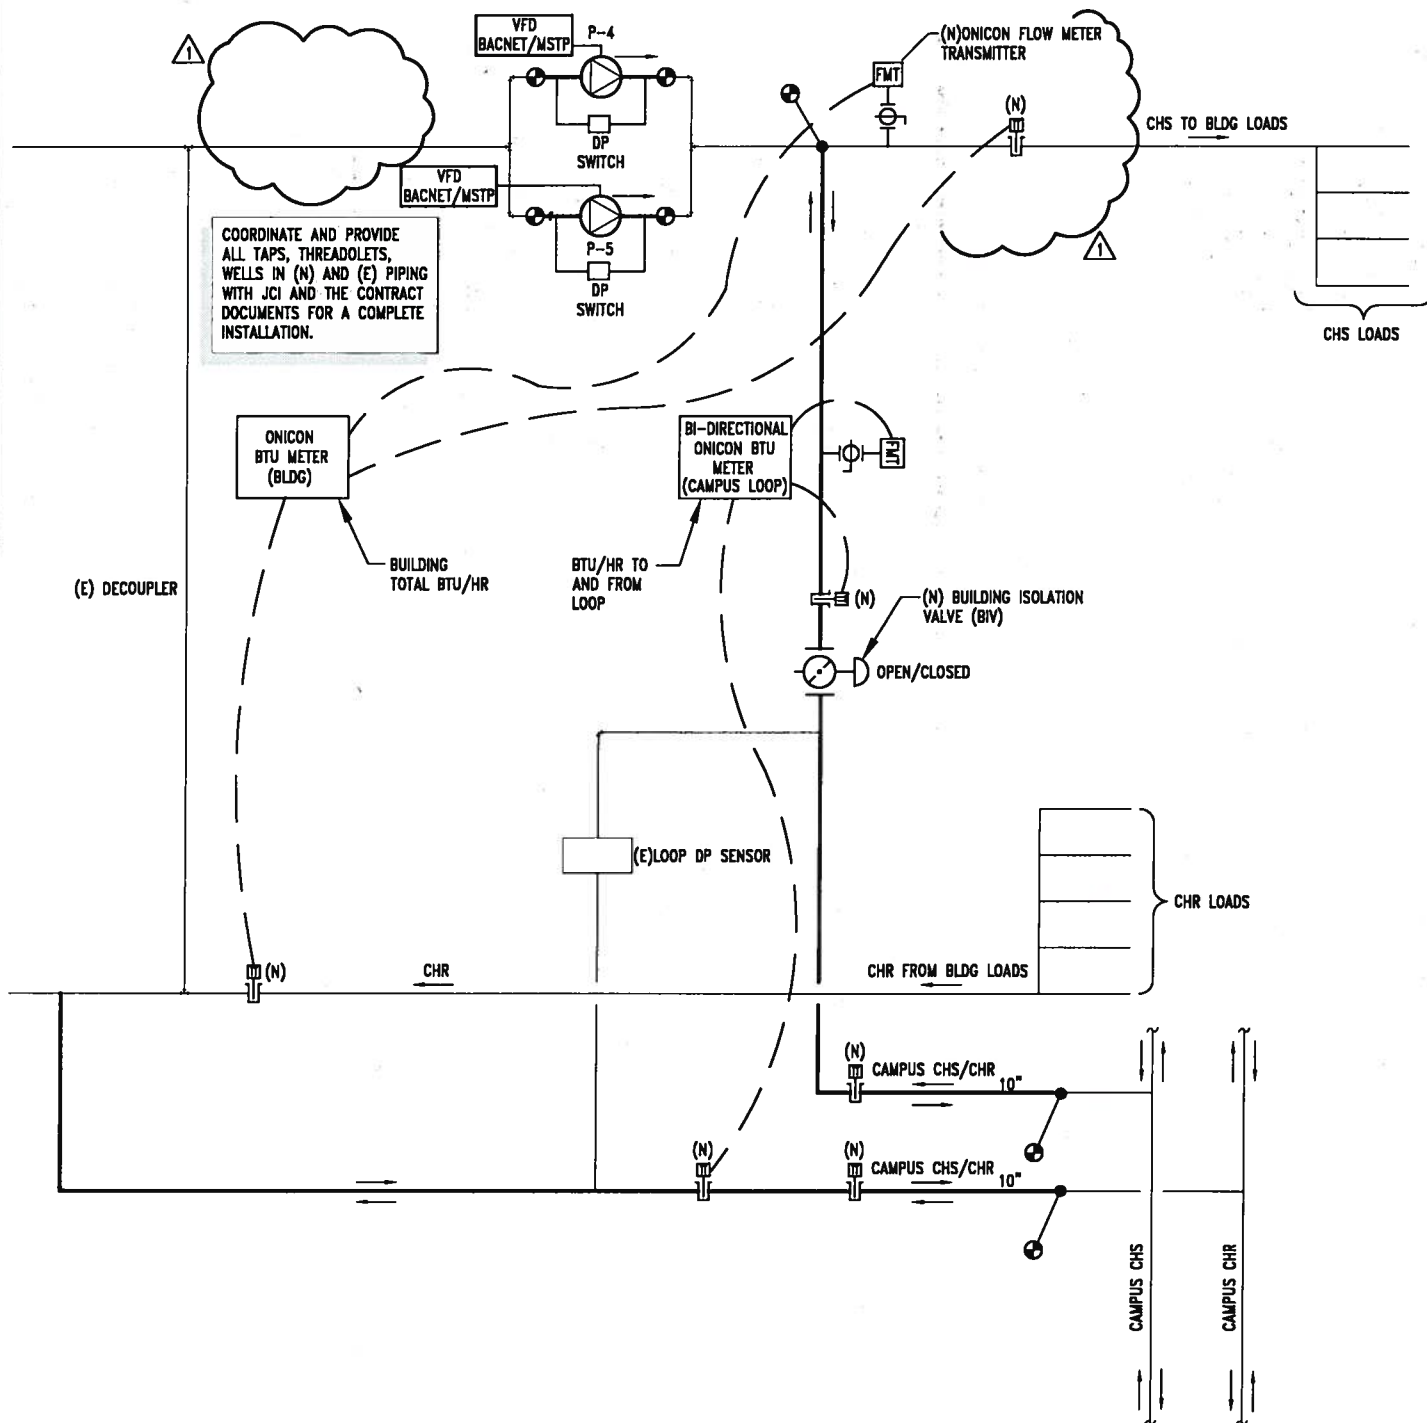 VFD
BACNET/MSTP
P-4
(N)ONICON FLOW METER
TRANSMITTER
1
FMT
(N)
CHS TO BLDG LOADS
DP
SWITCH
VFD
BACNET/MSTP
P-5
DP
SWITCH
1
COORDINATE AND PROVIDE
ALL TAPS, THREADOLETS,
WELLS IN (N) AND (E) PIPING
WITH JCI AND THE CONTRACT
DOCUMENTS FOR A COMPLETE
INSTALLATION.
CHS LOADS
ONICON
BTU METER
(BLDG)
BI-DIRECTIONAL
ONICON BTU
METER
(CAMPUS LOOP)
FMT
BUILDING
TOTAL BTU/HR
BTU/HR TO
AND FROM
LOOP
(E) DECOUPLER
(N)
(N) BUILDING ISOLATION
VALVE (BIV)
OPEN/CLOSED
(E)LOOP DP SENSOR
CHR LOADS
(N)
CHR
CHR FROM BLDG LOADS
(N)
CAMPUS CHS/CHR
10"
(N)
(N)
CAMPUS CHS/CHR
10"
CAMPUS CHS
CAMPUS CHR